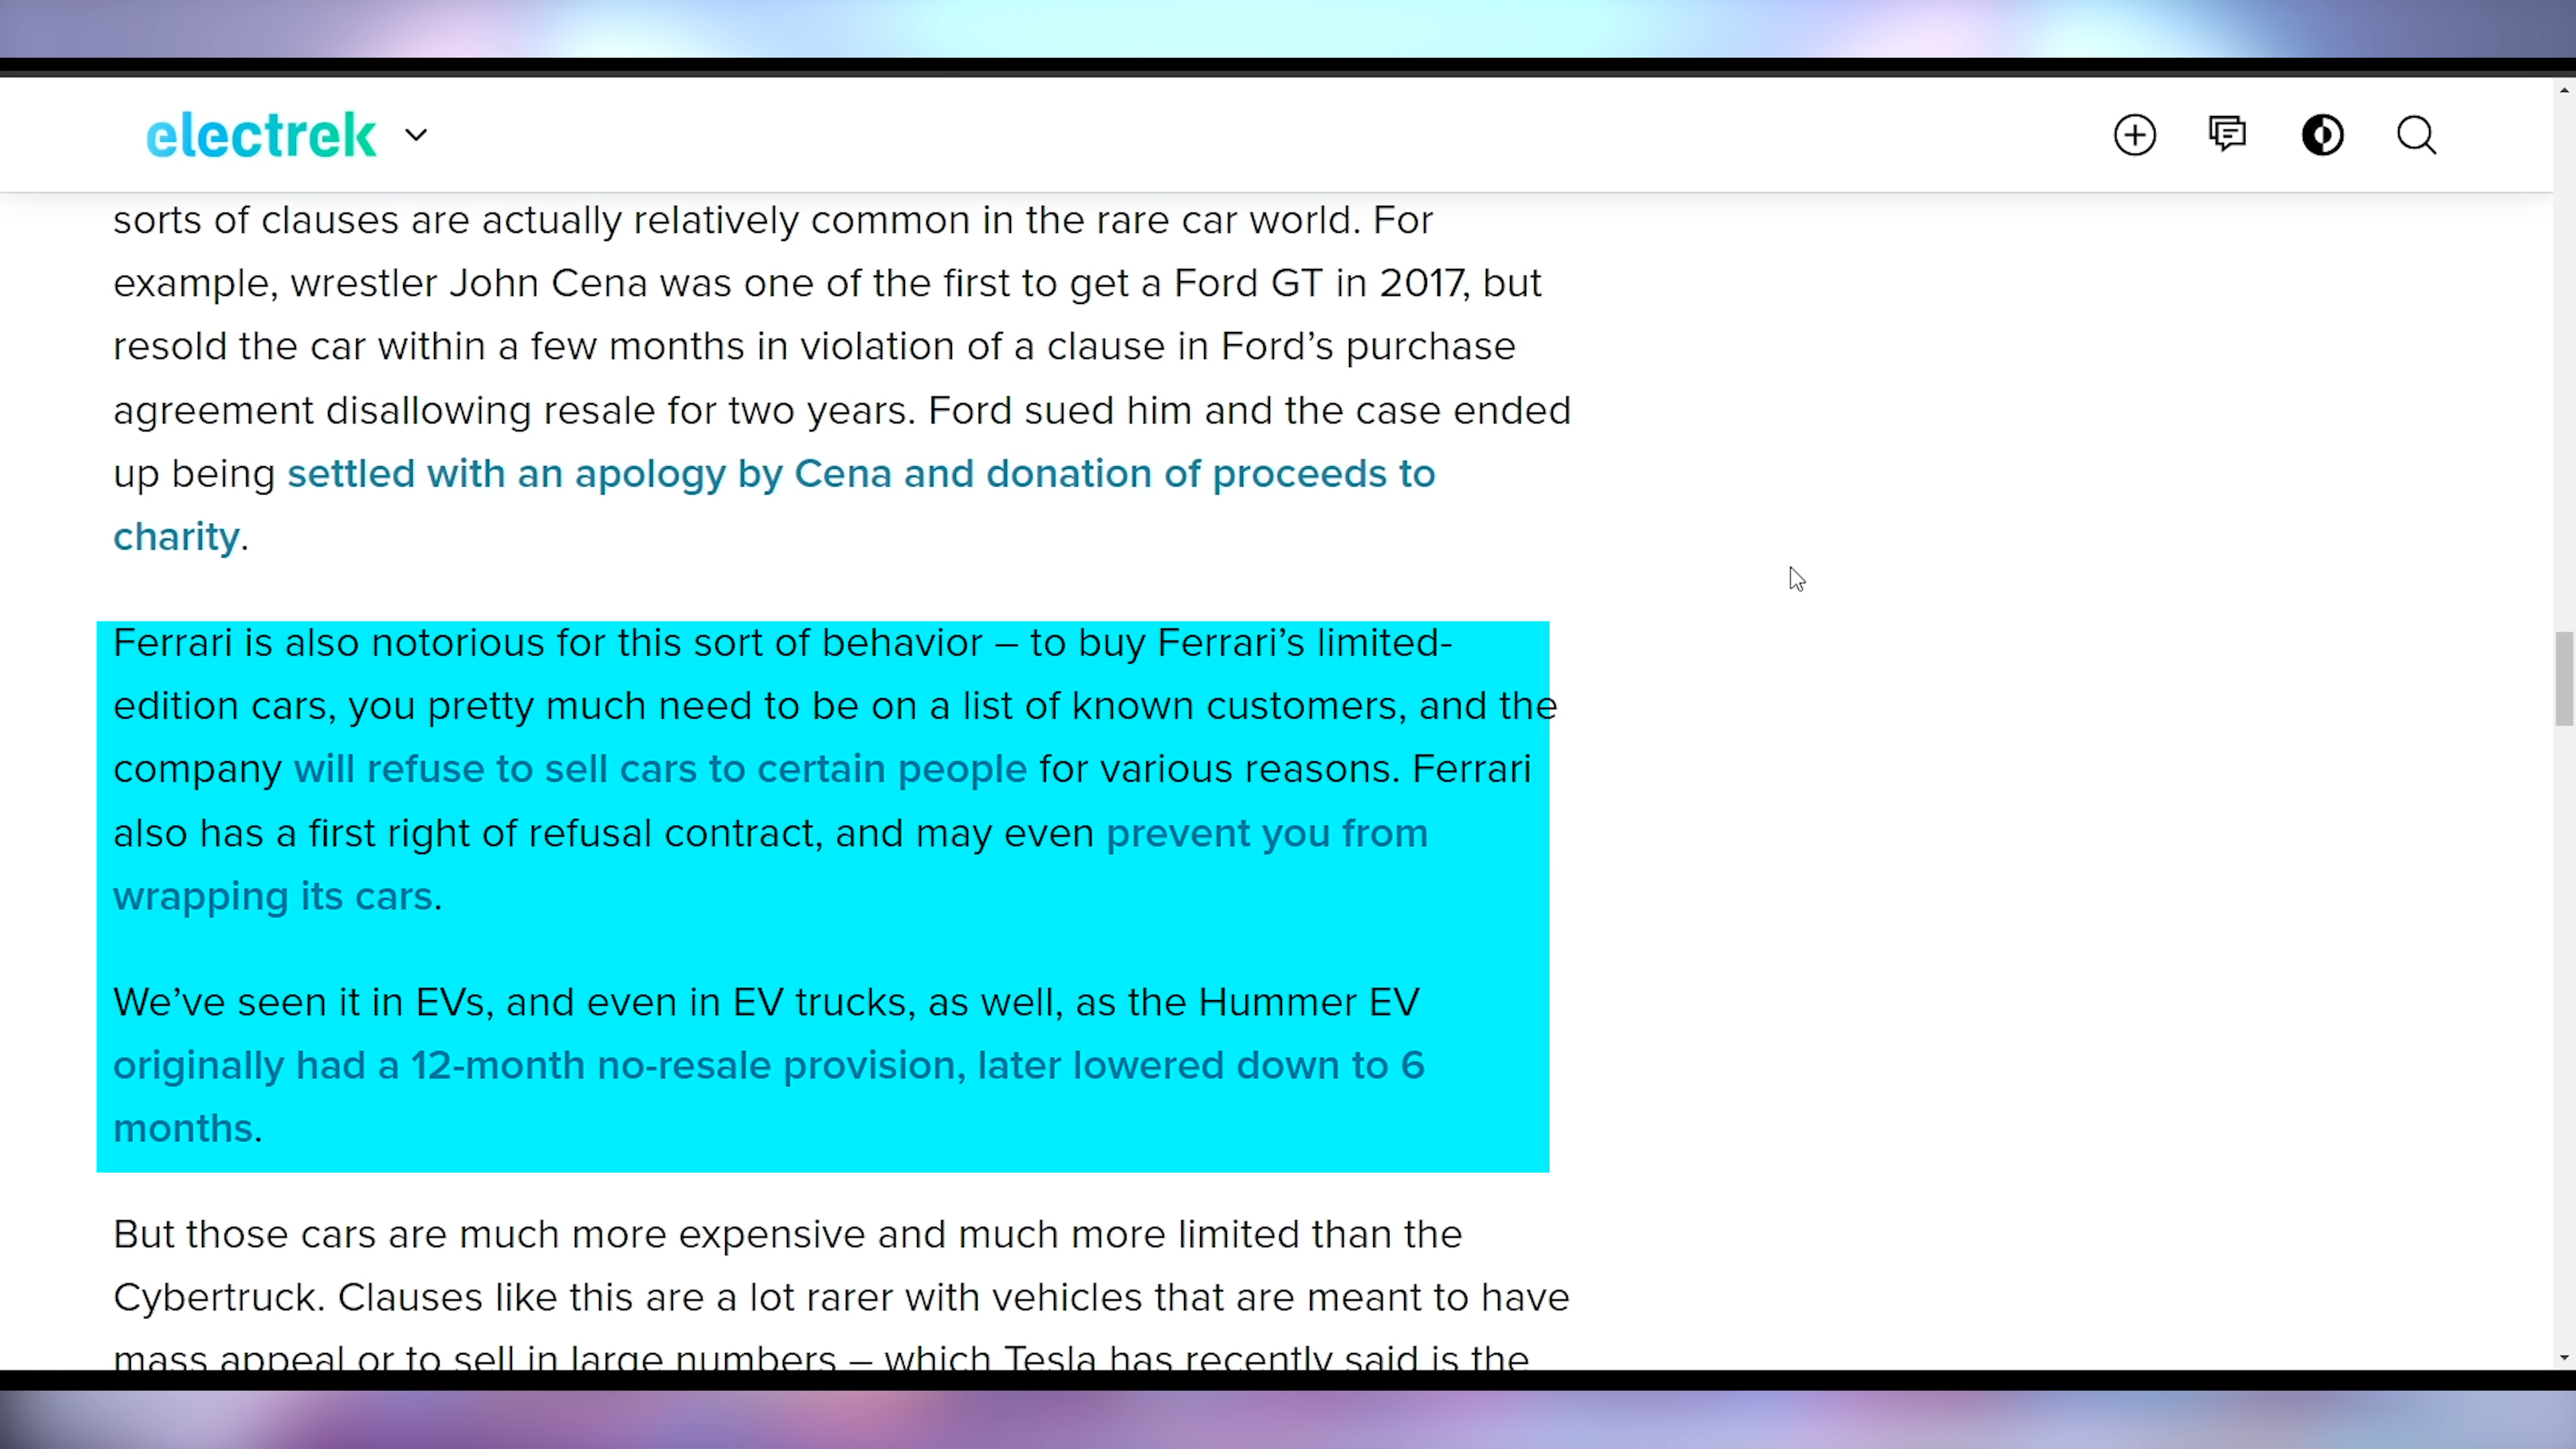 electrek
sorts of clauses are actually relatively common in the rare car world. For
example, wrestler John Cena was one of the first to get a Ford GT in 2017, but
resold the car within a few months in violation of a clause in Ford’s purchase
agreement disallowing resale for two years. Ford sued him and the case ended
up being settled with an apology by Cena and donation of proceeds to
charity.
Ferrari is also notorious for this sort of behavior – to buy Ferrari’s limited-
edition cars, you pretty much need to be on a list of known customers, and the
company will refuse to sell cars to certain people for various reasons. Ferrari
also has a first right of refusal contract, and may even prevent you from
wrapping its cars.
We’ve seen it in EVs, and even in EV trucks, as well, as the Hummer EV
originally had a 12-month no-resale provision, later lowered down to 6
months.
But those cars are much more expensive and much more limited than the
Cybertruck. Clauses like this are a lot rarer with vehicles that are meant to have
mass appeal or to sell in large numbers – which Tesla has recently said is the